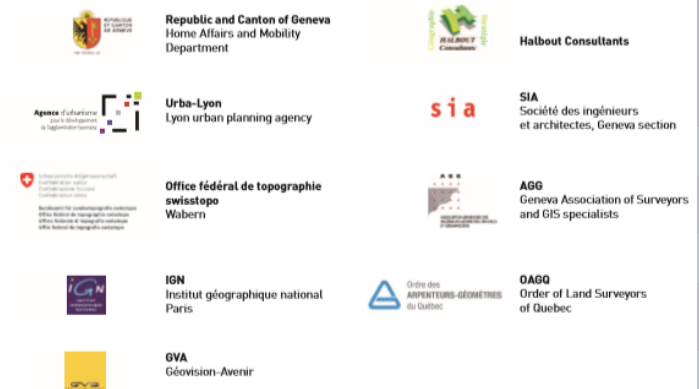 REPUBLIQUE
ET CANTON
DE GENEVE
Republic and Canton of Geneva
Home Affairs and Mobility
Department
Géographie
Stratégie
HALBOUT
Consultants
Halbout Consultants
Agence d'urbanisme
pour le développement
de l'agglomération lyonnaise
Urba-Lyon
Lyon urban planning agency
sia
SIA
Société des ingénieurs
et architectes, Geneva section
Schweizerische Eidgenossenschaft
Confédération suisse
Confederazione Svizzera
Confederaziun svizra
Office fédéral de topographie
swisstopo
Wabern
AGG
AGG
Geneva Association of Surveyors
and GIS specialists
IGN
IGN
Institut géographique national
Paris
Ordre des
ARPENTEURS-GÉOMÈTRES
du Québec
OAGQ
Order of Land Surveyors
of Quebec
GVA
GVA
Géovision-Avenir